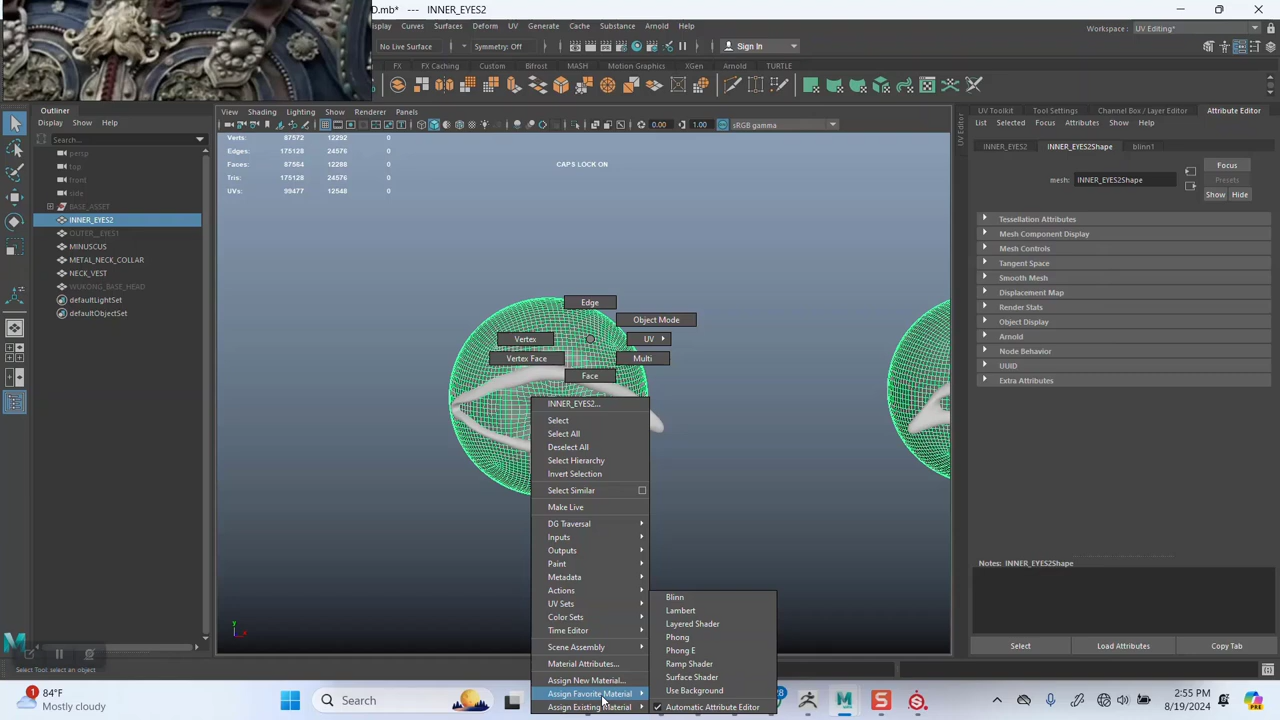 D.mb* - INNER_EYES2
Display Curves Surfaces Deform UV Generate Cache Substance Arnold Help
Workspace: UV Editing*
No Live Surface Symmetry: Off Sign In
FX FX Caching Custom Bifrost MASH Motion Graphics XGen Arnold TURTLE
Outliner
Display Show Help
Search...
persp
top
front
side
BASE_ASSET
INNER_EYES2
OUTER__EYES1
MINUSCUS
METAL_NECK_COLLAR
NECK_VEST
WUKONG_BASE_HEAD
defaultLightSet
defaultObjectSet
View Shading Lighting Show Renderer Panels
0.00 1.00 sRGB gamma
Verts: 87572 12292 0
Edges: 175128 24576 0
Faces: 87564 12288 0
Tris: 175128 24576 0
UVs: 99477 12548 0
CAPS LOCK ON
Edge
Object Mode
Vertex
UV
Vertex Face
Multi
Face
INNER_EYES2...
Select
Select All
Deselect All
Select Hierarchy
Invert Selection
Select Similar
Make Live
DG Traversal
Inputs
Outputs
Paint
Metadata
Actions
UV Sets
Color Sets
Time Editor
Scene Assembly
Material Attributes...
Assign New Material...
Assign Favorite Material
Assign Existing Material
Blinn
Lambert
Layered Shader
Phong
Phong E
Ramp Shader
Surface Shader
Use Background
Automatic Attribute Editor
y
x
UV Editor
UV Toolkit Tool Settings Channel Box / Layer Editor Attribute Editor
List Selected Focus Attributes Show Help
INNER_EYES2 INNER_EYES2Shape blinn1
mesh: INNER_EYES2Shape
Focus
Presets
Show Hide
Tessellation Attributes
Mesh Component Display
Mesh Controls
Tangent Space
Smooth Mesh
Displacement Map
Render Stats
Object Display
Arnold
Node Behavior
UUID
Extra Attributes
Notes: INNER_EYES2Shape
Select Load Attributes Copy Tab
Select Tool: select an object
84°F
Mostly sunny
Search
2:55 PM
8/19/2024